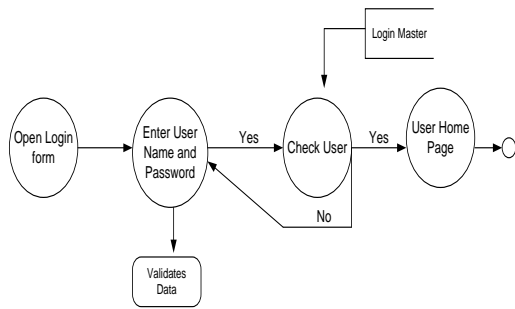 Login Master
Open Login
form
Enter User
Name and
Password
Yes
Check User
Yes
User Home
Page
No
Validates
Data